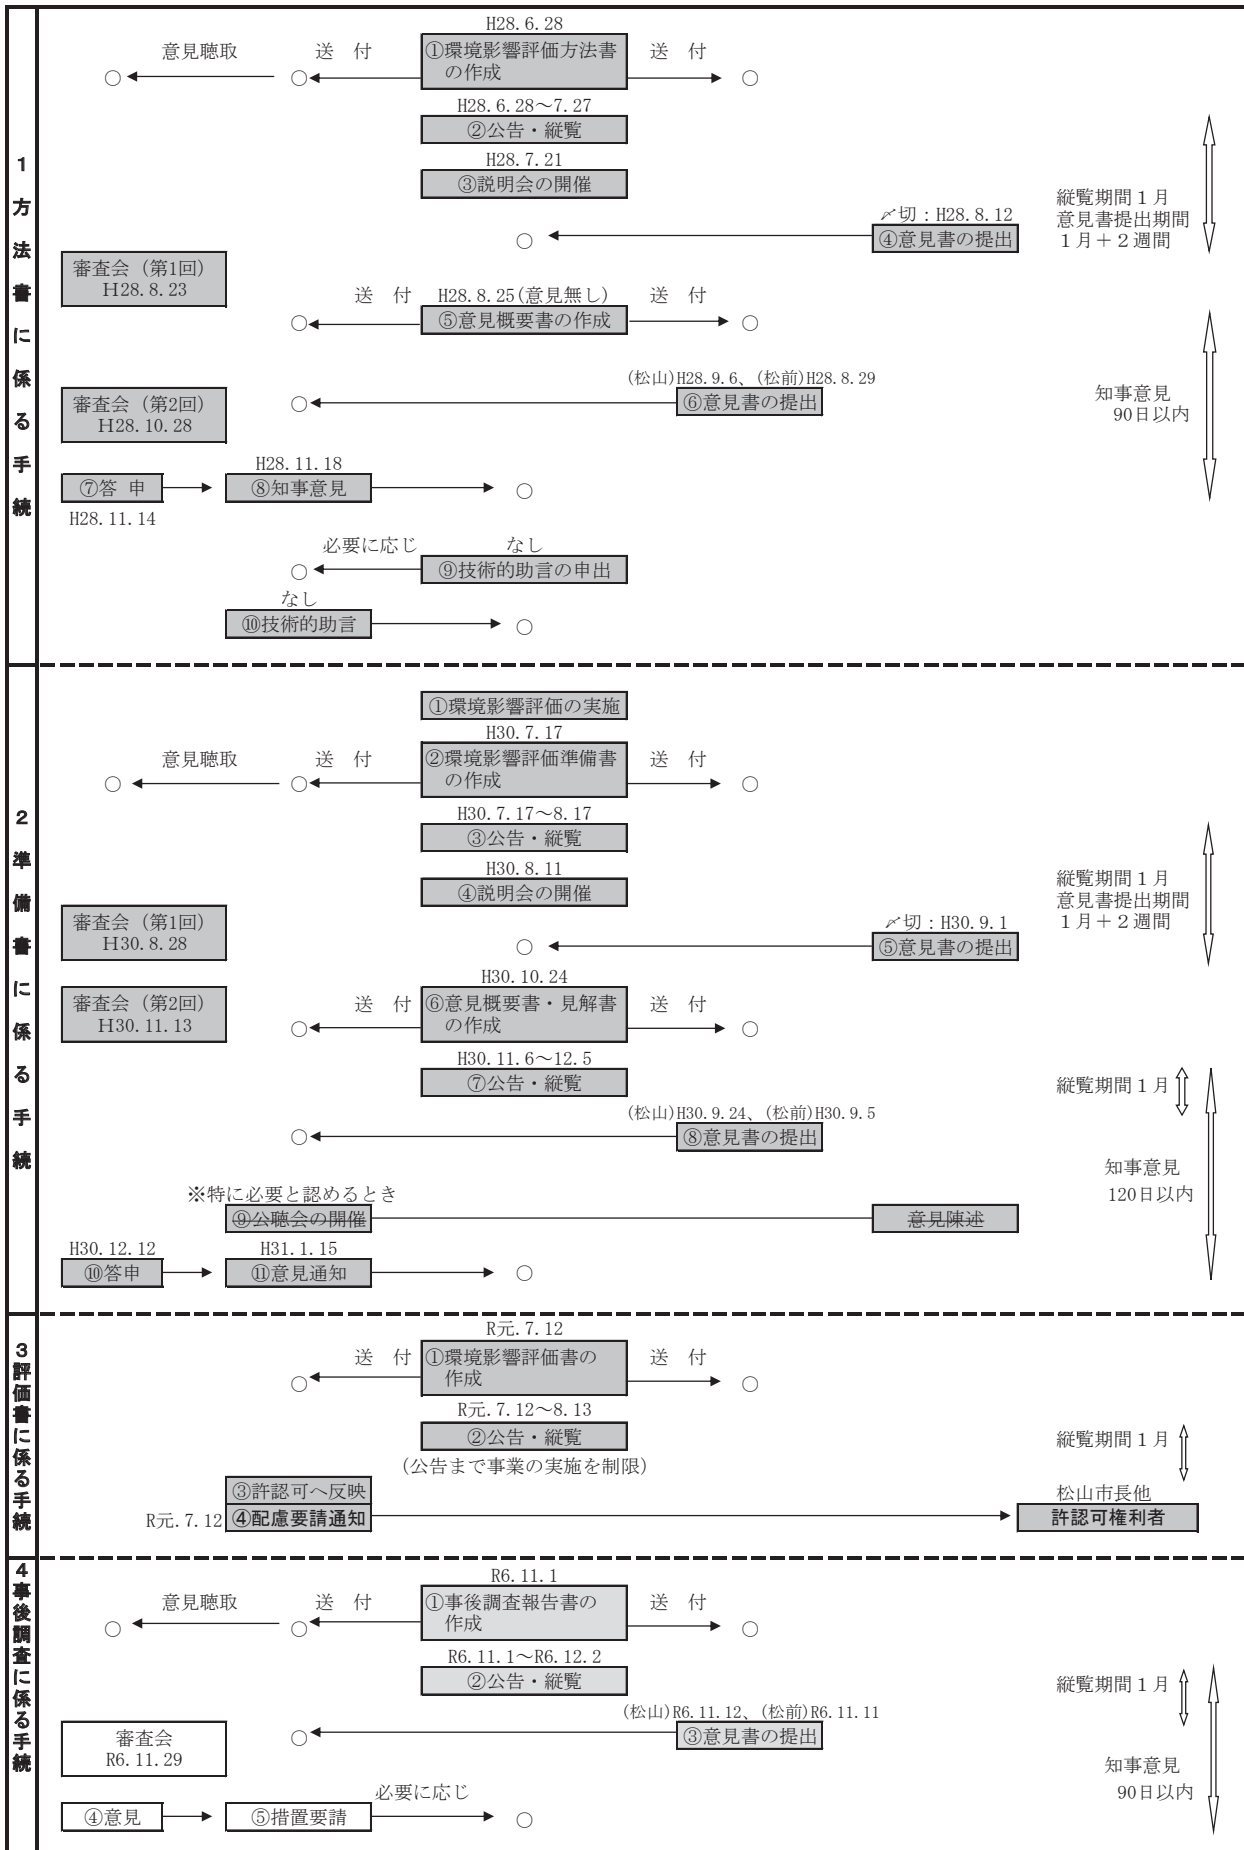 1方法書に係る手続
H28.6.28
意見聴取 送 付 ①環境影響評価方法書 送 付
の作成
○ ○ ○
H28.6.28～7.27
②公告・縦覧
H28.7.21
③説明会の開催
縦覧期間1月
意見書提出期間
1月＋2週間
〆切：H28.8.12
○ ④意見書の提出
審査会（第1回）
H28.8.23
送 付 H28.8.25(意見無し) 送 付
○ ⑤意見概要書の作成 ○
(松山)H28.9.6、(松前)H28.8.29
審査会（第2回）
H28.10.28
○ ⑥意見書の提出
知事意見
90日以内
H28.11.18
⑦答 申 ⑧知事意見 ○
H28.11.14
必要に応じ なし
○ ⑨技術的助言の申出
なし
⑩技術的助言 ○
2準備書に係る手続
①環境影響評価の実施
H30.7.17
意見聴取 送 付 ②環境影響評価準備書 送 付
の作成
○ ○ ○
H30.7.17～8.17
③公告・縦覧
H30.8.11
④説明会の開催
縦覧期間1月
意見書提出期間
1月＋2週間
審査会（第1回）
H30.8.28
〆切：H30.9.1
○ ⑤意見書の提出
H30.10.24
審査会（第2回）
H30.11.13
送 付 ⑥意見概要書・見解書 送 付
の作成
○ ○
H30.11.6～12.5
⑦公告・縦覧
縦覧期間1月
(松山)H30.9.24、(松前)H30.9.5
○ ⑧意見書の提出
知事意見
120日以内
※特に必要と認めるとき
⑨公聴会の開催 意見陳述
H30.12.12 H31.1.15
⑩答申 ⑪意見通知 ○
3評価書に係る手続
R元.7.12
送 付 ①環境影響評価書の 送 付
作成
○ ○
R元.7.12～8.13
②公告・縦覧
(公告まで事業の実施を制限)
縦覧期間1月
③許認可へ反映
松山市長他
R元.7.12 ④配慮要請通知 許認可権利者
4事後調査に係る手続
R6.11.1
意見聴取 送 付 ①事後調査報告書の 送 付
作成
○ ○ ○
R6.11.1～R6.12.2
②公告・縦覧
縦覧期間1月
(松山)R6.11.12、(松前)R6.11.11
審査会
R6.11.29
○ ③意見書の提出
知事意見
90日以内
必要に応じ
④意見 ⑤措置要請 ○